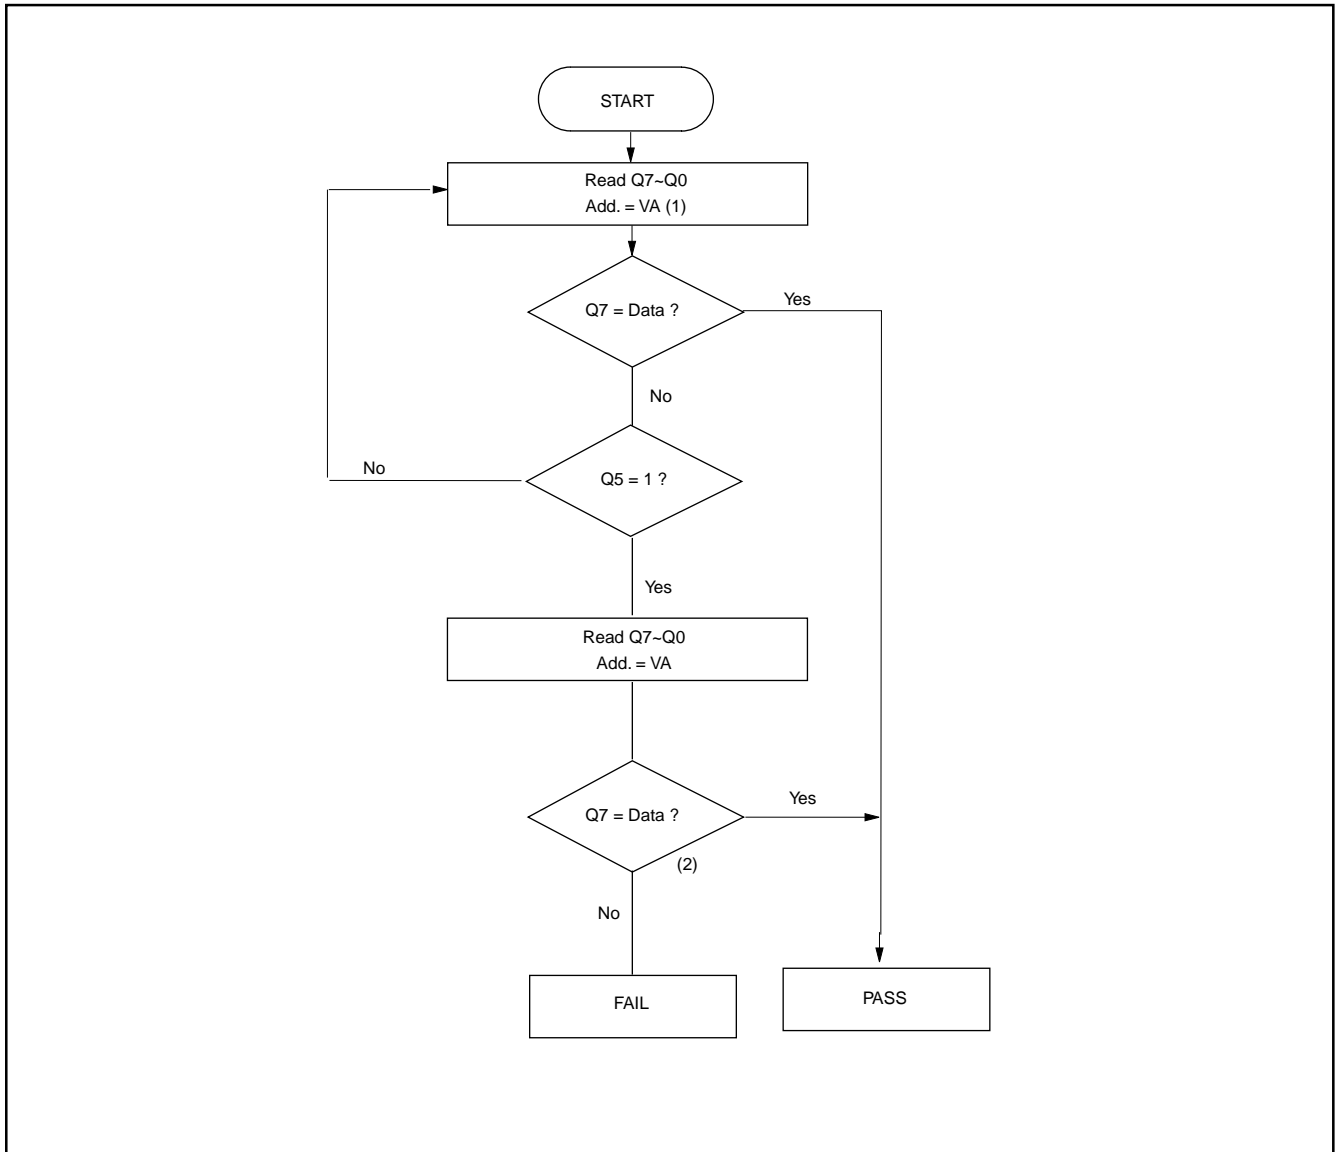 START
Read Q7~Q0
Add. = VA (1)
Q7 = Data ?
Yes
No
Q5 = 1 ?
No
Yes
Read Q7~Q0
Add. = VA
Q7 = Data ?
Yes
(2)
No
FAIL
PASS